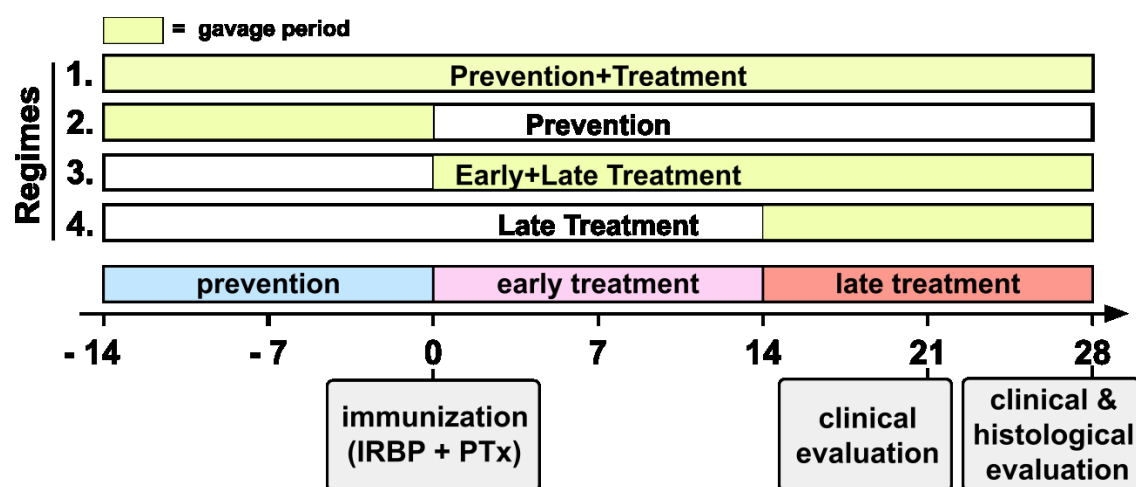 = gavage period
Regimes
1. Prevention+Treatment
2. Prevention
3. Early+Late Treatment
4. Late Treatment
prevention early treatment late treatment
- 14 - 7 0 7 14 21 28
immunization
(IRBP + PTx)
clinical
evaluation
clinical &
histological
evaluation